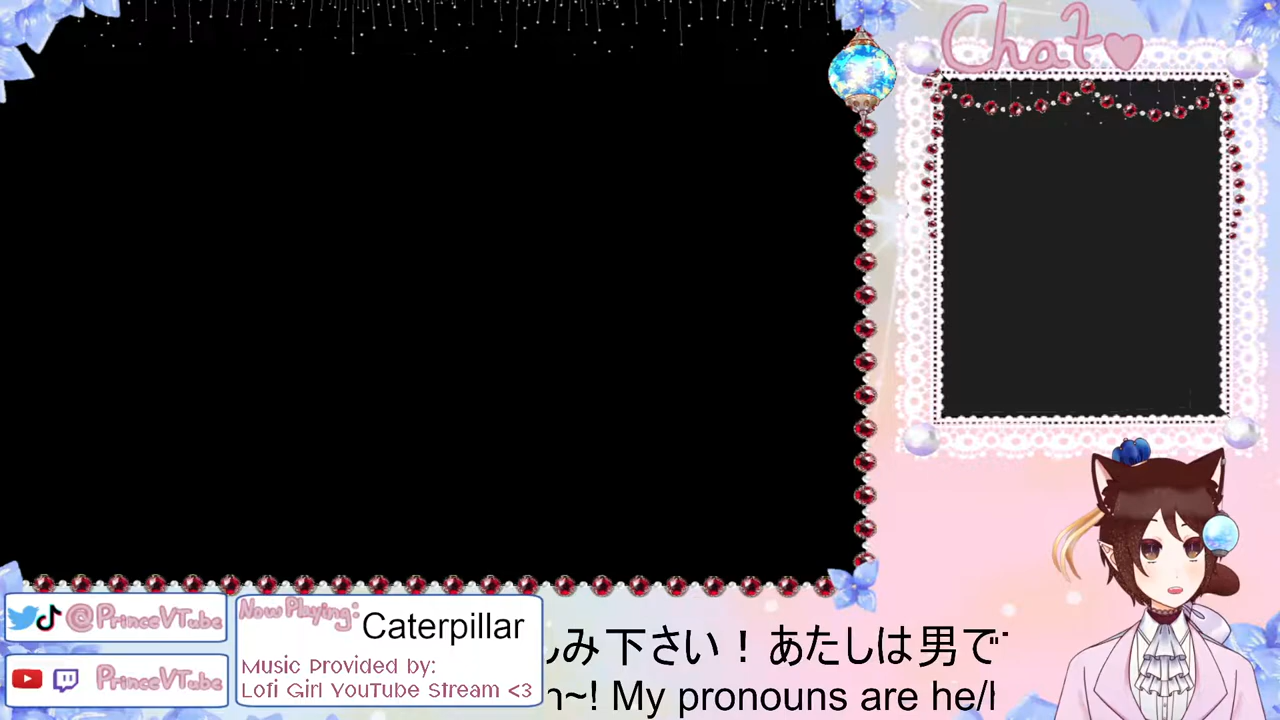 Chat♥
@PrinceVTube
PrinceVTube
Now Playing:
Caterpillar
Music Provided by:
Lofi Girl YouTube Stream <3
しみ下さい！あたしは男で
~! My pronouns are he/